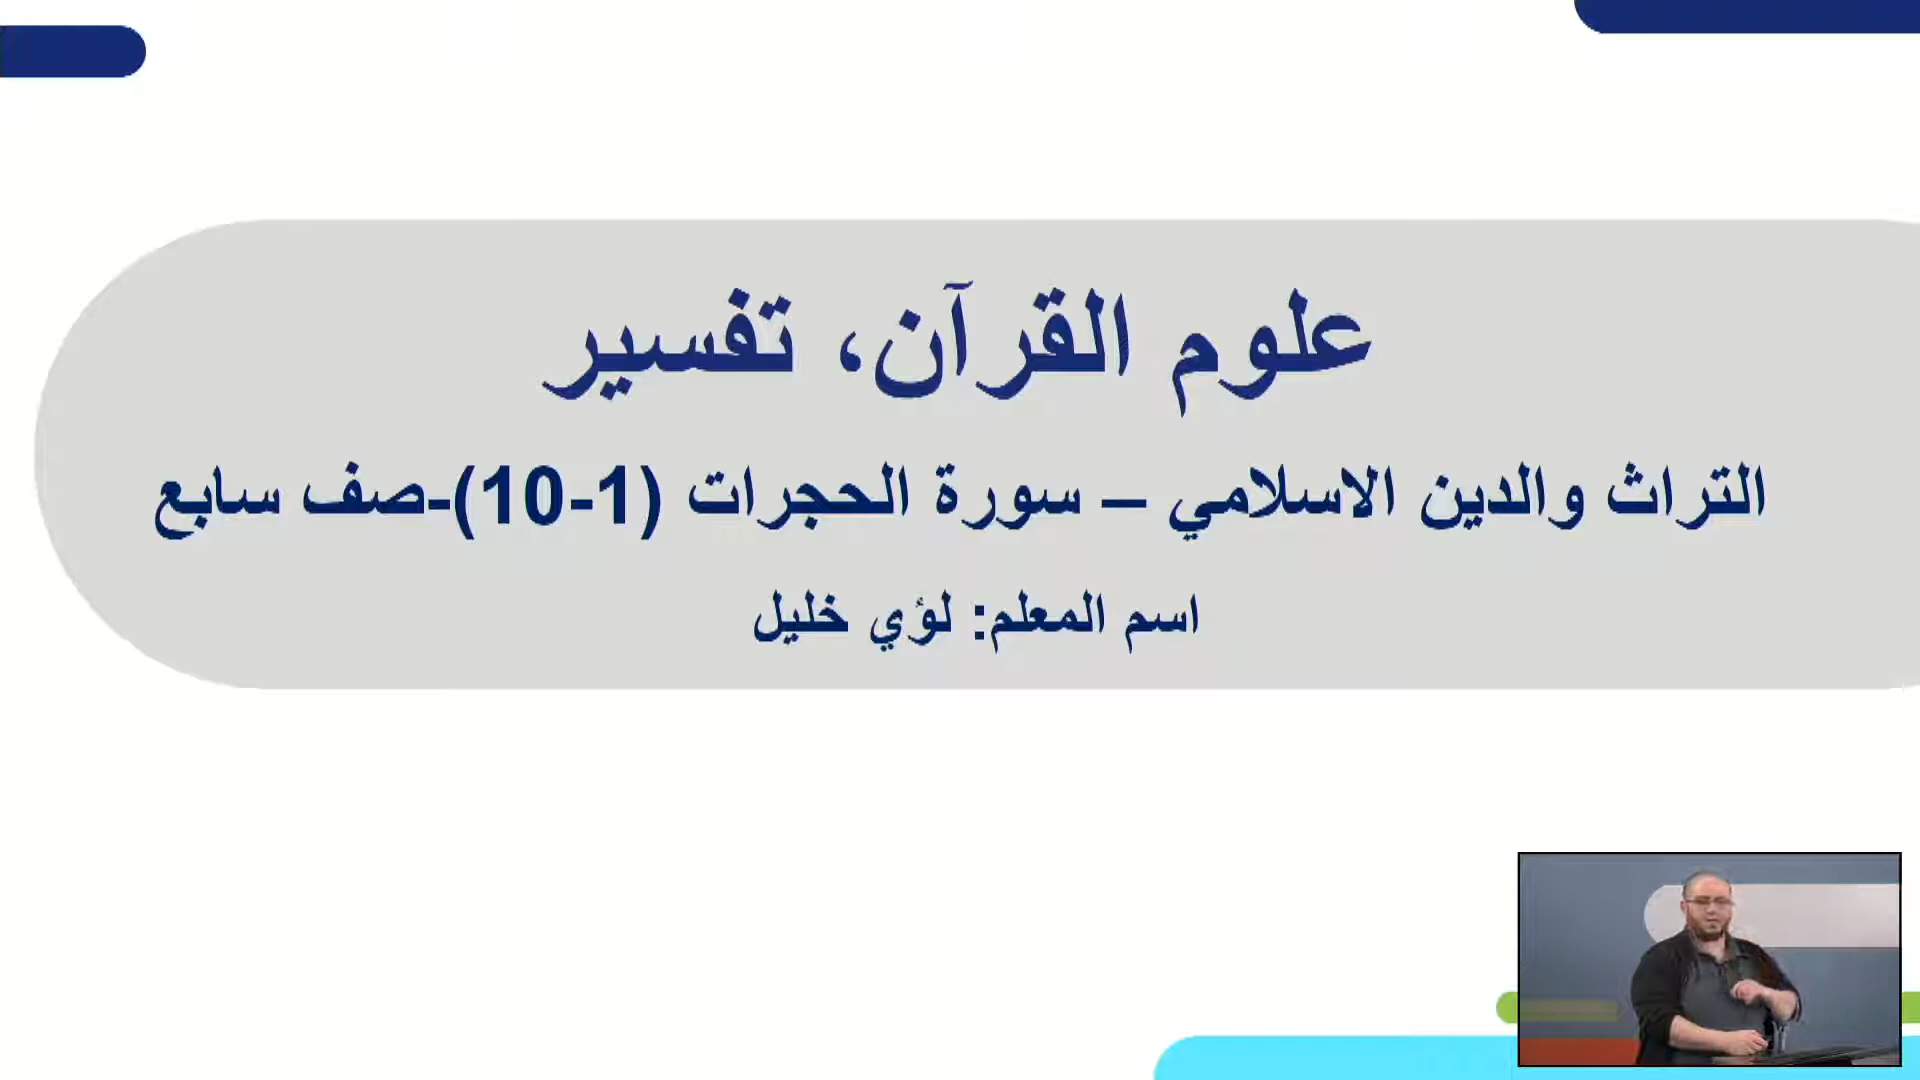 علوم القرآن، تفسير
التراث والدين الاسلامي – سورة الحجرات (1-10)-صف سابع
اسم المعلم: لؤي خليل